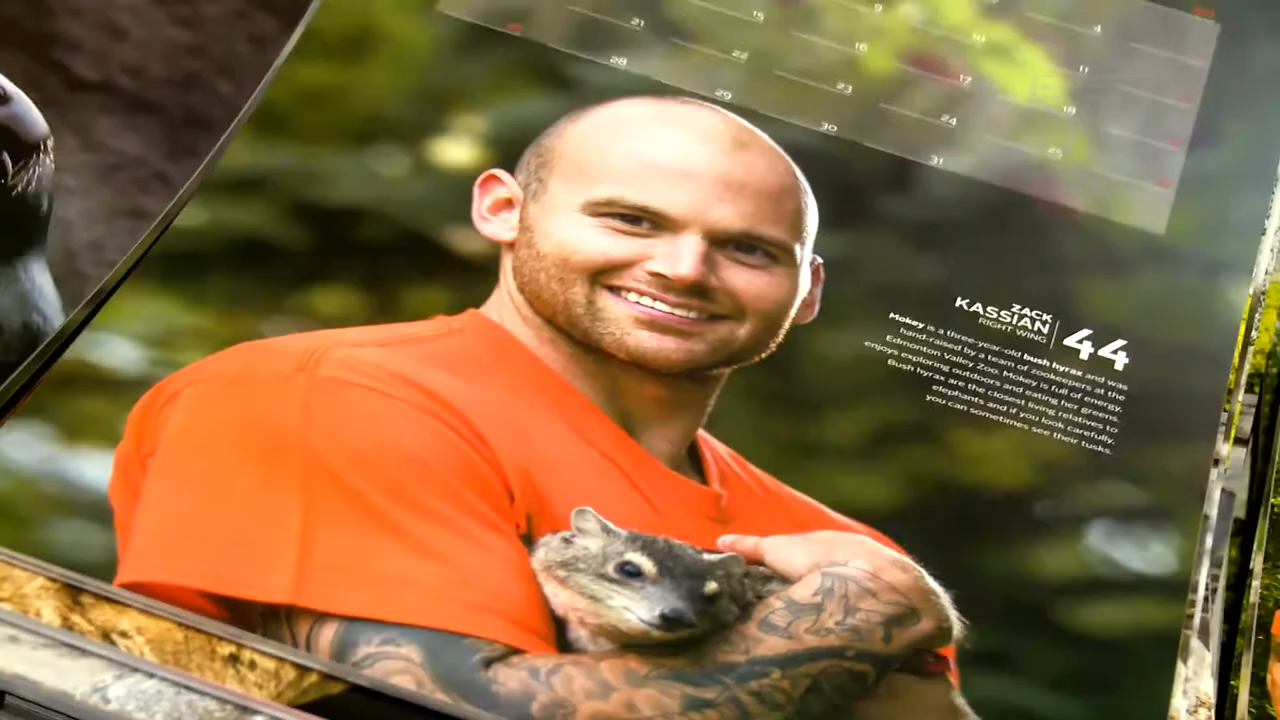 21
15
9
4
28
22
16
10
11
29
23
17
18
30
24
25
31
ZACK
KASSIAN
RIGHT WING
44
Mokey is a three-year-old bush hyrax and was
hand-raised by a team of zookeepers at the
Edmonton Valley Zoo. Mokey is full of energy,
enjoys exploring outdoors and eating her greens.
Bush hyrax are the closest living relatives to
elephants and if you look carefully,
you can sometimes see their tusks.